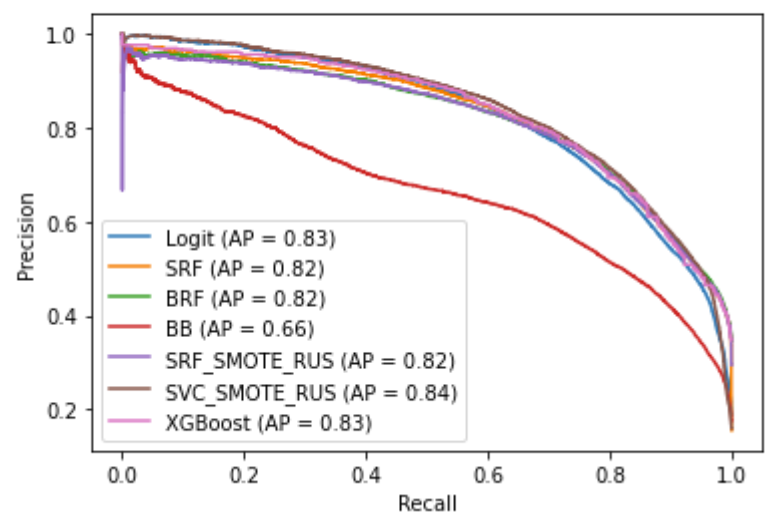 1.0
0.8
0.6
0.4
0.2
Precision
Logit (AP = 0.83)
SRF (AP = 0.82)
BRF (AP = 0.82)
BB (AP = 0.66)
SRF_SMOTE_RUS (AP = 0.82)
SVC_SMOTE_RUS (AP = 0.84)
XGBoost (AP = 0.83)
0.0 0.2 0.4 0.6 0.8 1.0
Recall